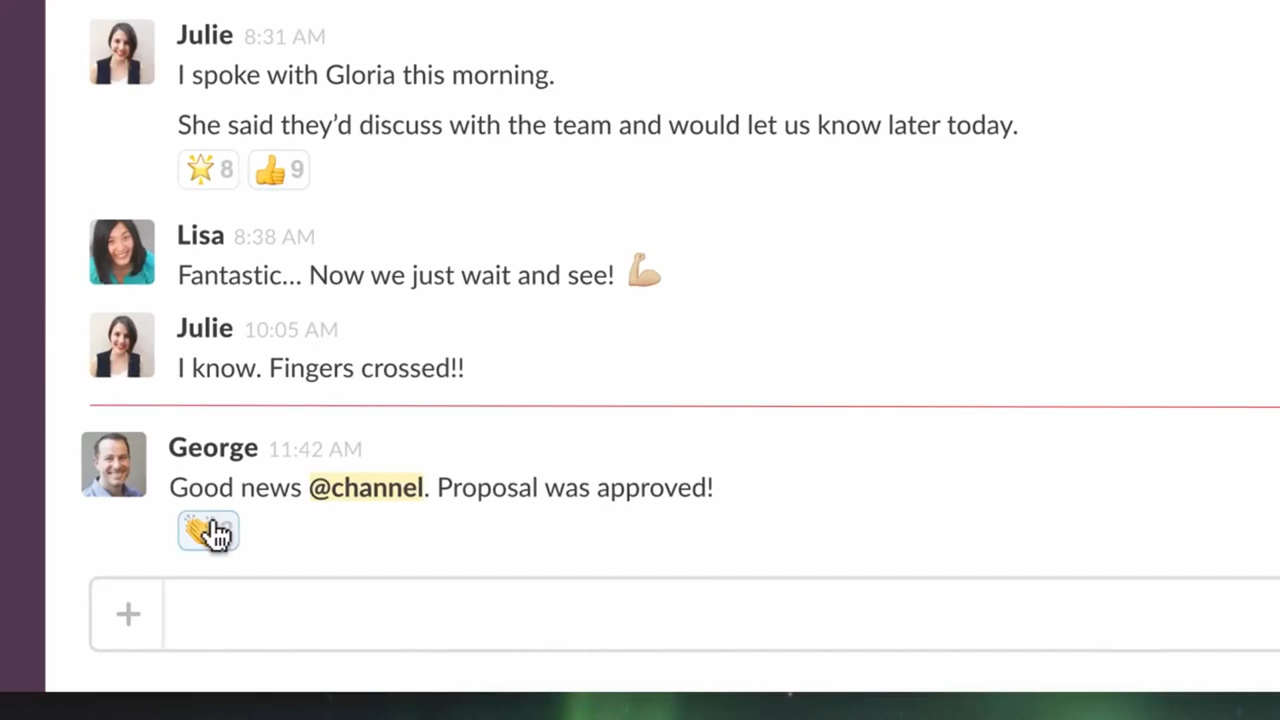 Julie 8:31 AM
I spoke with Gloria this morning.
She said they’d discuss with the team and would let us know later today.
8 9
Lisa 8:38 AM
Fantastic... Now we just wait and see!
Julie 10:05 AM
I know. Fingers crossed!!
George 11:42 AM
Good news @channel. Proposal was approved!